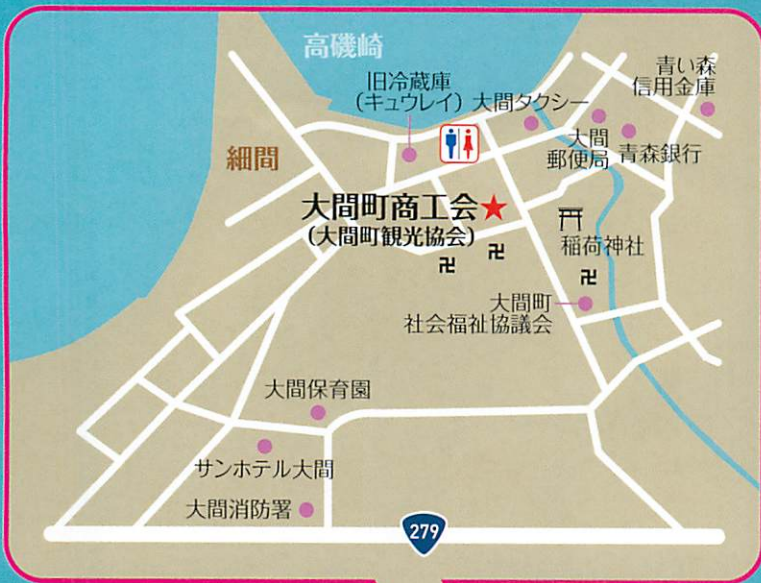 高磯崎
旧冷蔵庫
(キュウレイ)
大間タクシー
青い森
信用金庫
大間
郵便局
青森銀行
細間
大間町商工会★
(大間町観光協会)
卍
卍
稲荷神社
卍
大間町
社会福祉協議会
大間保育園
サンホテル大間
大間消防署
279